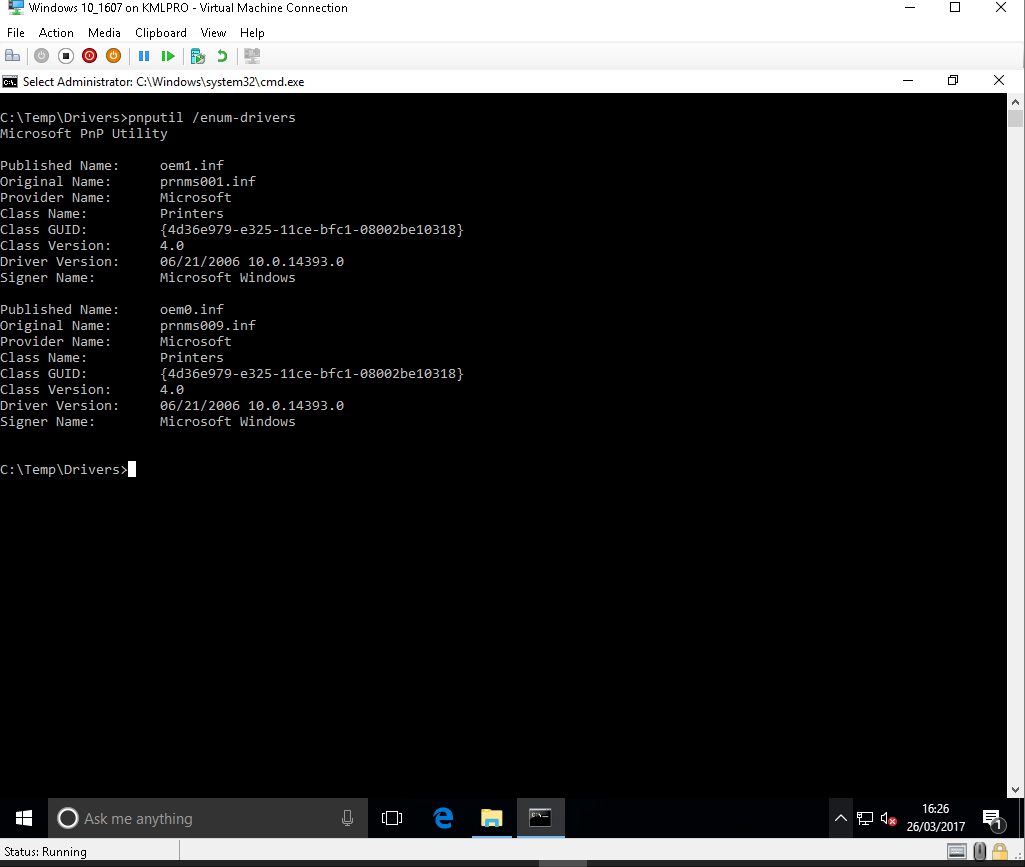 Windows 10_1607 on KMLPRO - Virtual Machine Connection
File Action Media Clipboard View Help
Select Administrator: C:\Windows\system32\cmd.exe
C:\Temp\Drivers>pnputil /enum-drivers
Microsoft PnP Utility
Published Name: oem1.inf
Original Name: prnms001.inf
Provider Name: Microsoft
Class Name: Printers
Class GUID: {4d36e979-e325-11ce-bfc1-08002be10318}
Class Version: 4.0
Driver Version: 06/21/2006 10.0.14393.0
Signer Name: Microsoft Windows
Published Name: oem0.inf
Original Name: prnms009.inf
Provider Name: Microsoft
Class Name: Printers
Class GUID: {4d36e979-e325-11ce-bfc1-08002be10318}
Class Version: 4.0
Driver Version: 06/21/2006 10.0.14393.0
Signer Name: Microsoft Windows
C:\Temp\Drivers>
Ask me anything
16:26
26/03/2017
1
Status: Running